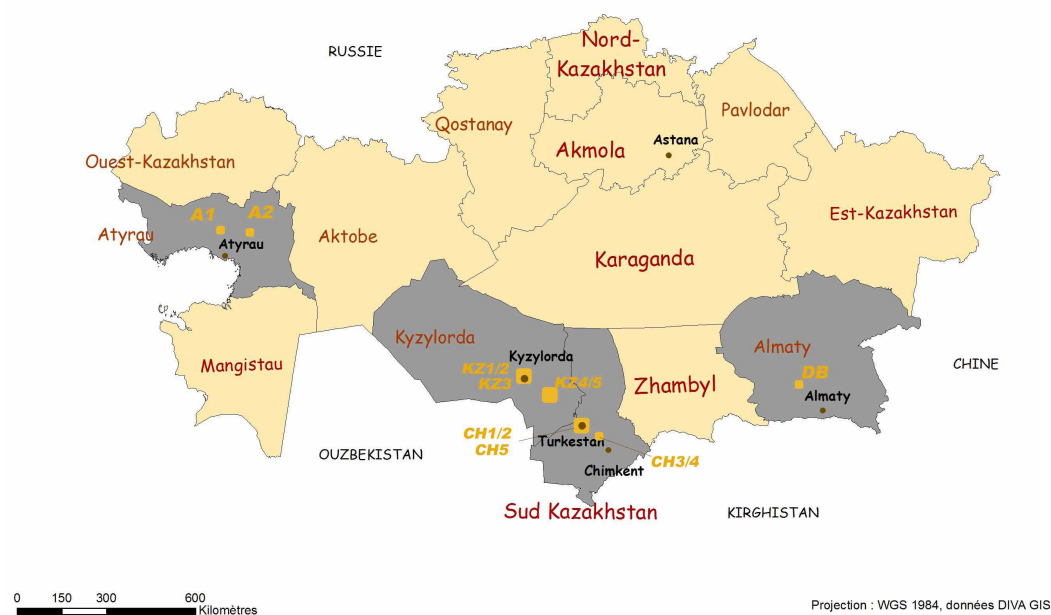 RUSSIE
Nord-
Kazakhstan
Pavlodar
Qostanay
Astana
Akmola
Ouest-Kazakhstan
Est-Kazakhstan
A1
A2
Atyrau
Atyrau
Aktobe
Karaganda
Kyzylorda
Almaty
Mangistau
Kyzylorda
KZ1/2
KZ3
KZ4/5
Zhambyl
DB
Almaty
CHINE
CH1/2
CH5
Turkestan
CH3/4
OUZBEKISTAN
Chimkent
Sud Kazakhstan
KIRGHISTAN
0 150 300 600
Kilomètres
Projection : WGS 1984, données DIVA GIS